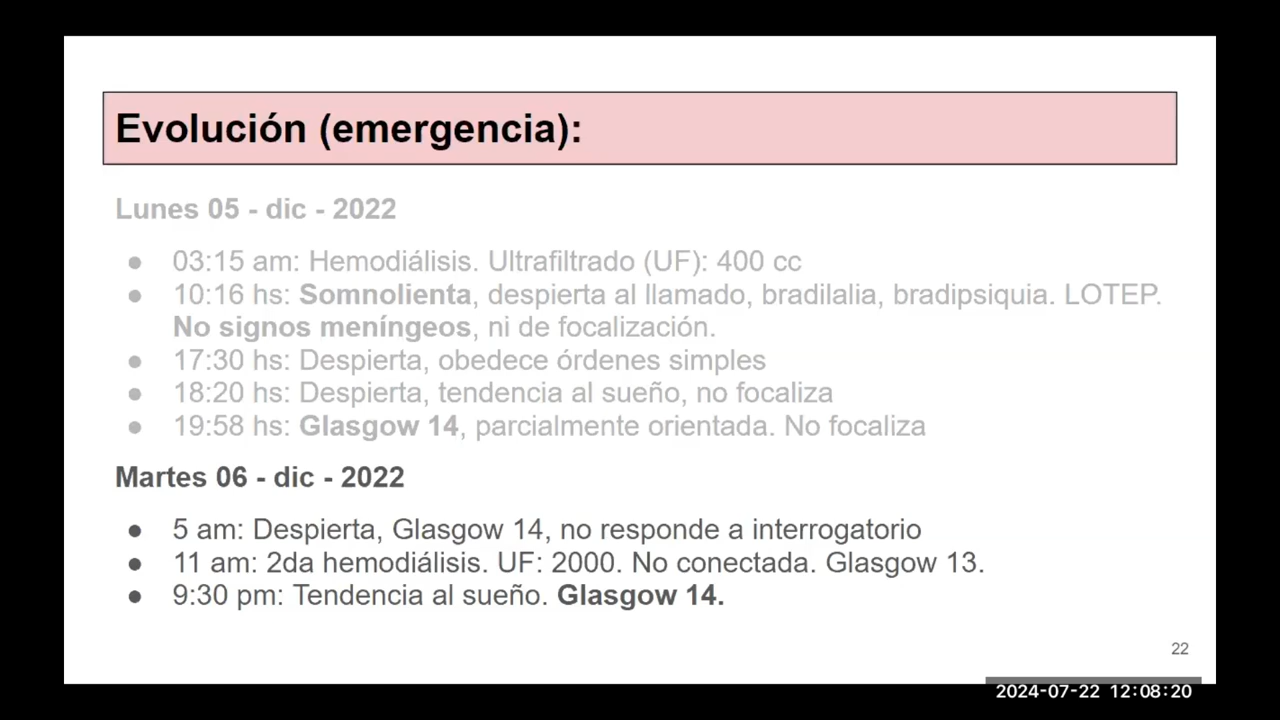 Evolución (emergencia):
Lunes 05 - dic - 2022
● 03:15 am: Hemodiálisis. Ultrafiltrado (UF): 400 cc
● 10:16 hs: Somnolienta, despierta al llamado, bradilalia, bradipsiquia. LOTEP.
No signos meníngeos, ni de focalización.
● 17:30 hs: Despierta, obedece órdenes simples
● 18:20 hs: Despierta, tendencia al sueño, no focaliza
● 19:58 hs: Glasgow 14, parcialmente orientada. No focaliza
Martes 06 - dic - 2022
● 5 am: Despierta, Glasgow 14, no responde a interrogatorio
● 11 am: 2da hemodiálisis. UF: 2000. No conectada. Glasgow 13.
● 9:30 pm: Tendencia al sueño. Glasgow 14.
22
2024-07-22 12:08:20